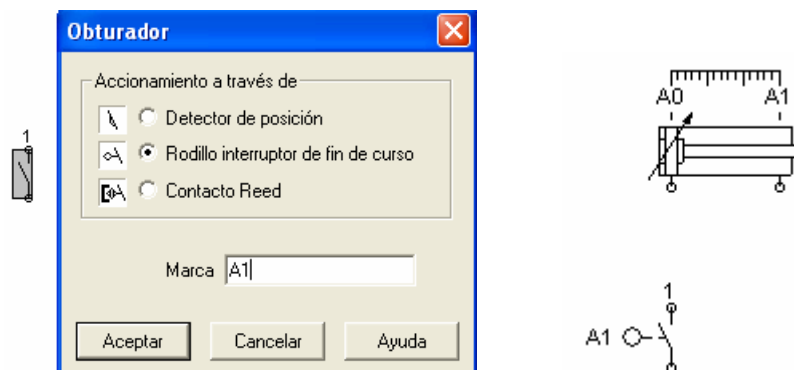 Obturador
Accionamiento a través de
Detector de posición
Rodillo interruptor de fin de curso
Contacto Reed
Marca A1
Aceptar Cancelar Ayuda
1
A0 A1
1
A1